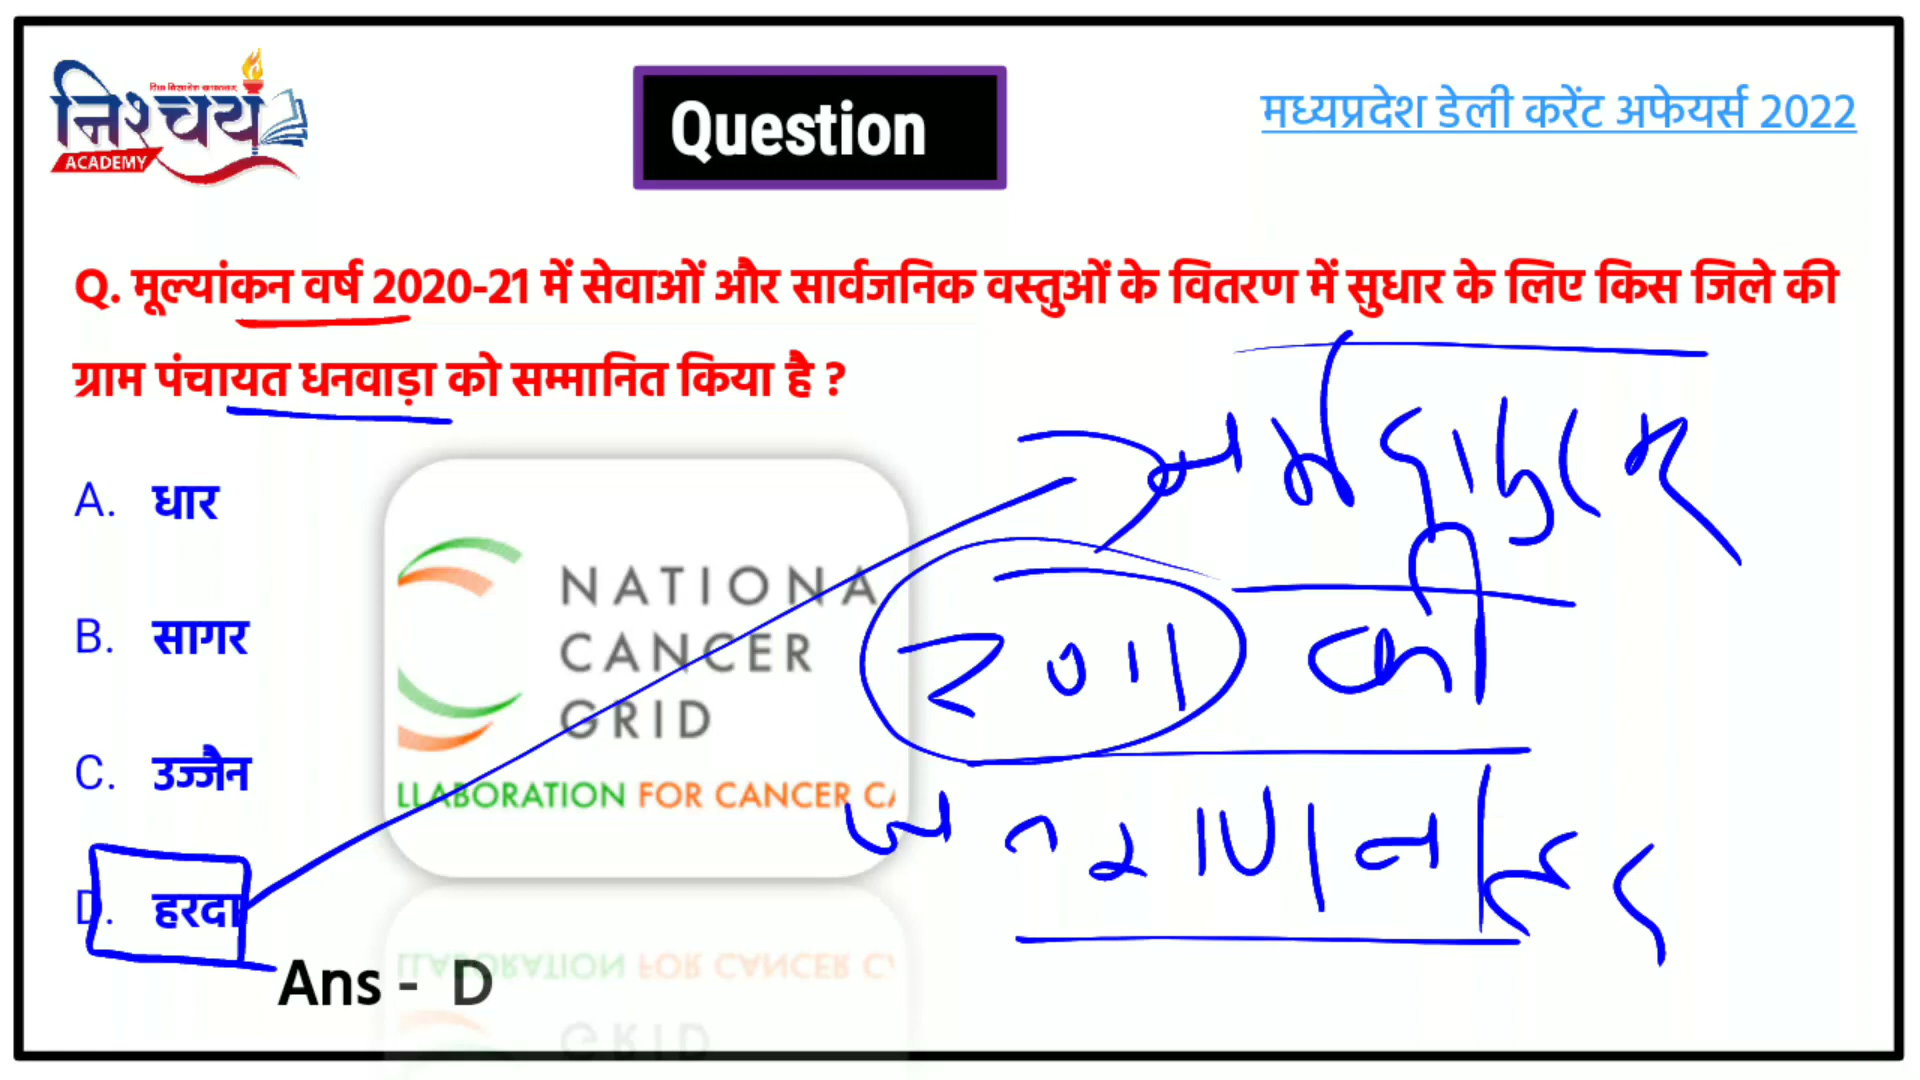 निश्चय
ACADEMY
Question
मध्यप्रदेश डेली करेंट अफेयर्स 2022
Q. मूल्यांकन वर्ष 2020-21 में सेवाओं और सार्वजनिक वस्तुओं के वितरण में सुधार के लिए किस जिले की
ग्राम पंचायत धनवाड़ा को सम्मानित किया है ?
A. धार
B. सागर
C. उज्जैन
D. हरदा
Ans - D
NATIONA
CANCER
GRID
LLABORATION FOR CANCER CA
2011 की